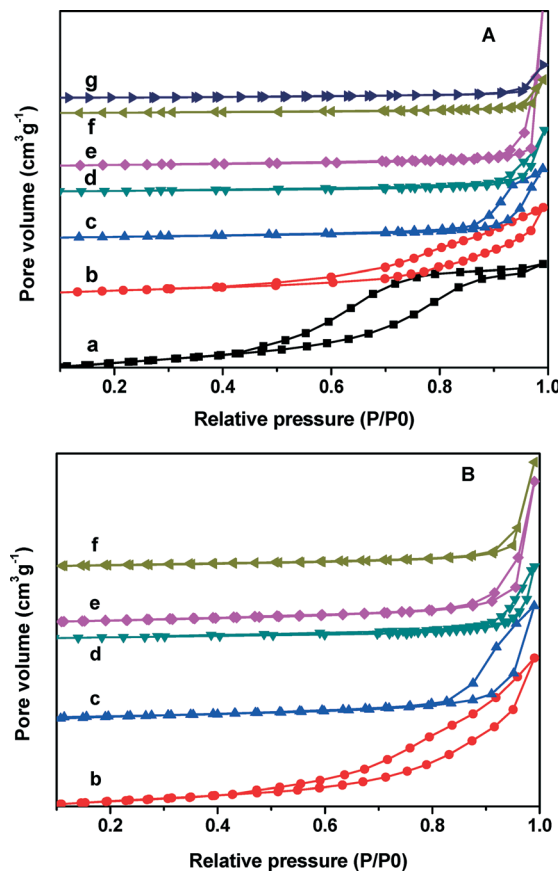 A
Pore volume (cm³g⁻¹)
g
f
e
d
c
b
a
0.2 0.4 0.6 0.8 1.0
Relative pressure (P/P0)
B
Pore volume (cm³g⁻¹)
f
e
d
c
b
0.2 0.4 0.6 0.8 1.0
Relative pressure (P/P0)